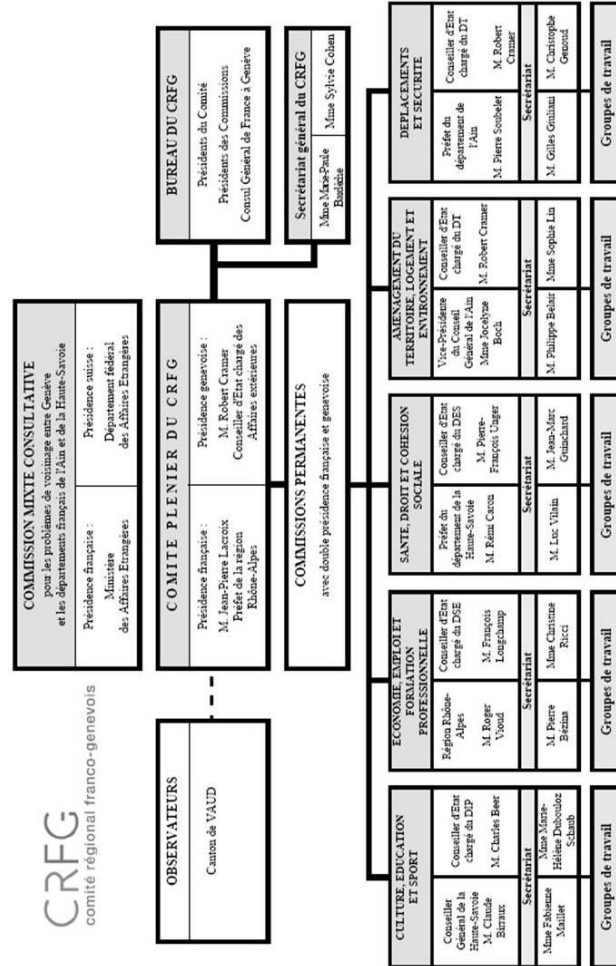 CRFG
comité régional franco-genevois
COMMISSION MIXTE CONSULTATIVE
pour les problèmes de voisinage entre Genève
et les départements français de l'Ain et de la Haute-Savoie
Présidence française :
Ministère
des Affaires Etrangères
Présidence suisse :
Département fédéral
des Affaires Etrangères
OBSERVATEURS
Canton de VAUD
COMITE PLENIER DU CRFG
Présidence française :
M. Jean-Pierre Lacroix
Préfet de la région
Rhône-Alpes
Présidence genevoise :
M. Robert Cramer
Conseiller d'Etat chargé des
Affaires extérieures
BUREAU DU CRFG
Présidents du Comité
Présidents des Commissions
Consul Général de France à Genève
COMMISSIONS PERMANENTES
avec double présidence française et genevoise
Secrétariat général du CRFG
Mme Marie-Paule
Mme Sylvie Cohen
CULTURE, EDUCATION
ET SPORT
Conseiller
Général de la
Haute-Savoie
M. Claude
Birraux
Conseiller d'Etat
chargé du DIP
M. Charles Beer
Secrétariat
Mme Fabienne
Maillet
Mme Marie-
Hélène Dubouloz
Schaub
Groupes de travail
ECONOMIE, EMPLOI ET
FORMATION
PROFESSIONNELLE
Région Rhône-
Alpes
M. Roger
Vioud
Conseiller d'Etat
chargé du DSE
M. François
Longchamp
Secrétariat
M. Pierre
Bézina
Mme Christine
Ricci
Groupes de travail
SANTE, DROIT ET COHESION
SOCIALE
Préfet du
département de la
Haute-Savoie
M. Rémi Caron
Conseiller d'Etat
chargé du DES
M. Pierre-
François Unger
Secrétariat
M. Luc Vilain
M. Jean-Marc
Guinchard
Groupes de travail
AMENAGEMENT DU
TERRITOIRE, LOGEMENT ET
ENVIRONNEMENT
Vice-Présidente
du Conseil
Général de l'Ain
Mme Jocelyne
Boch
Conseiller d'Etat
chargé du DT
M. Robert Cramer
Secrétariat
M. Philippe Belair
Mme Sophie Lin
Groupes de travail
DEPLACEMENTS
ET SECURITE
Préfet du
département de
l'Ain
M. Pierre Soubelet
Conseiller d'Etat
chargé du DT
M. Robert
Cramer
Secrétariat
M. Gilles Giuliani
M. Christophe
Genoud
Groupes de travail